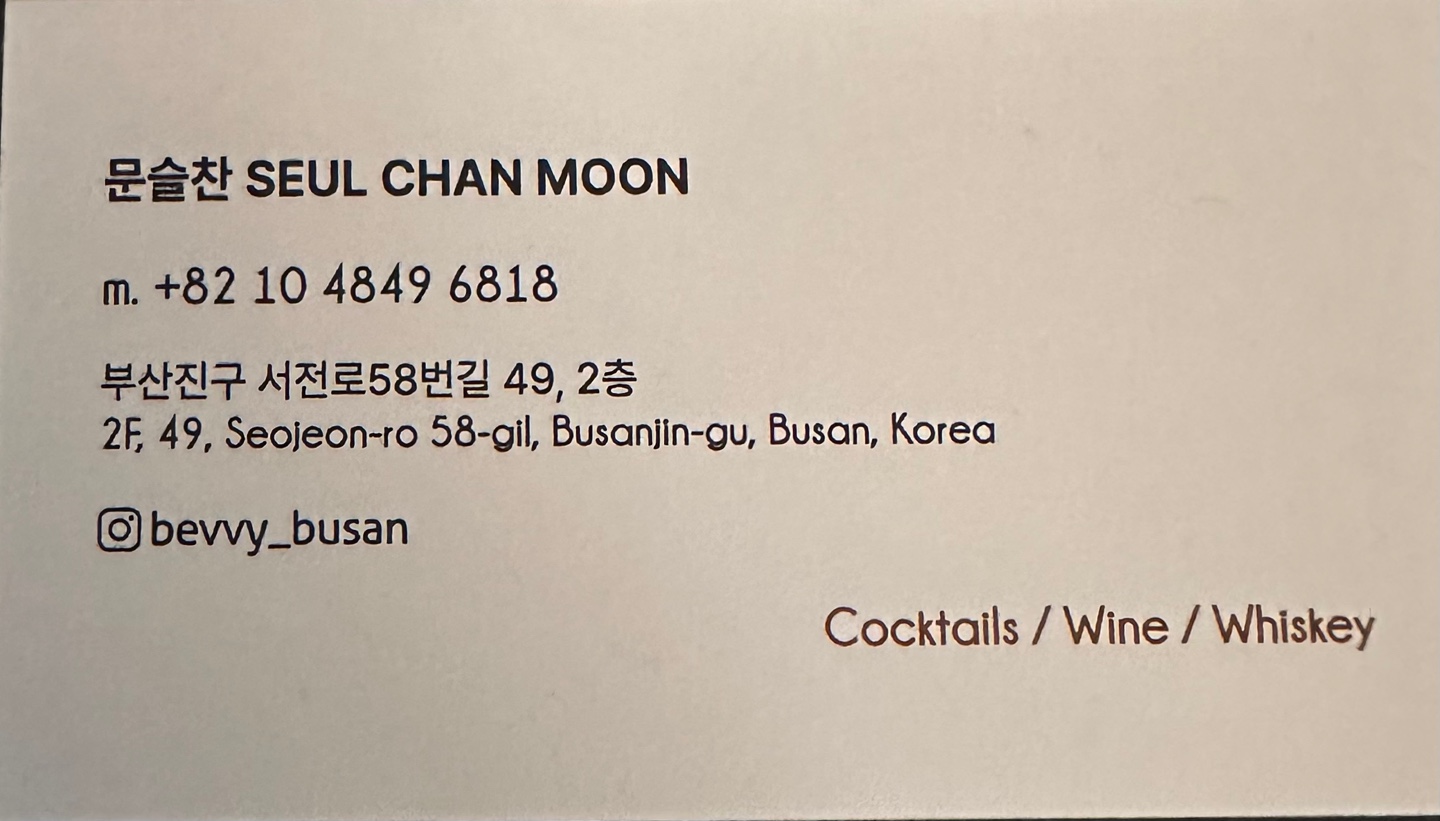 문슬찬 SEUL CHAN MOON
m. +82 10 4849 6818
부산진구 서전로58번길 49, 2층
2F, 49, Seojeon-ro 58-gil, Busanjin-gu, Busan, Korea
bevvy_busan
Cocktails / Wine / Whiskey